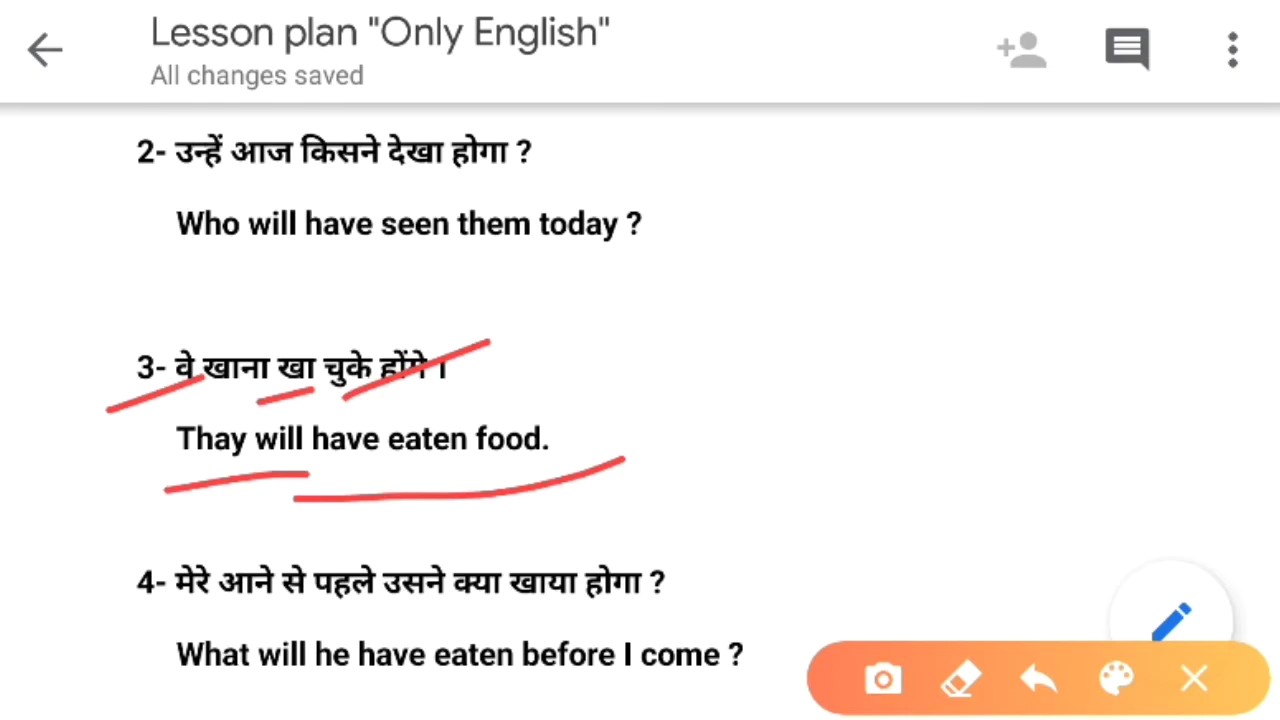 Lesson plan "Only English"
All changes saved
2- उन्हें आज किसने देखा होगा ?
Who will have seen them today ?
3- वे खाना खा चुके होंगे ।
Thay will have eaten food.
4- मेरे आने से पहले उसने क्या खाया होगा ?
What will he have eaten before I come ?